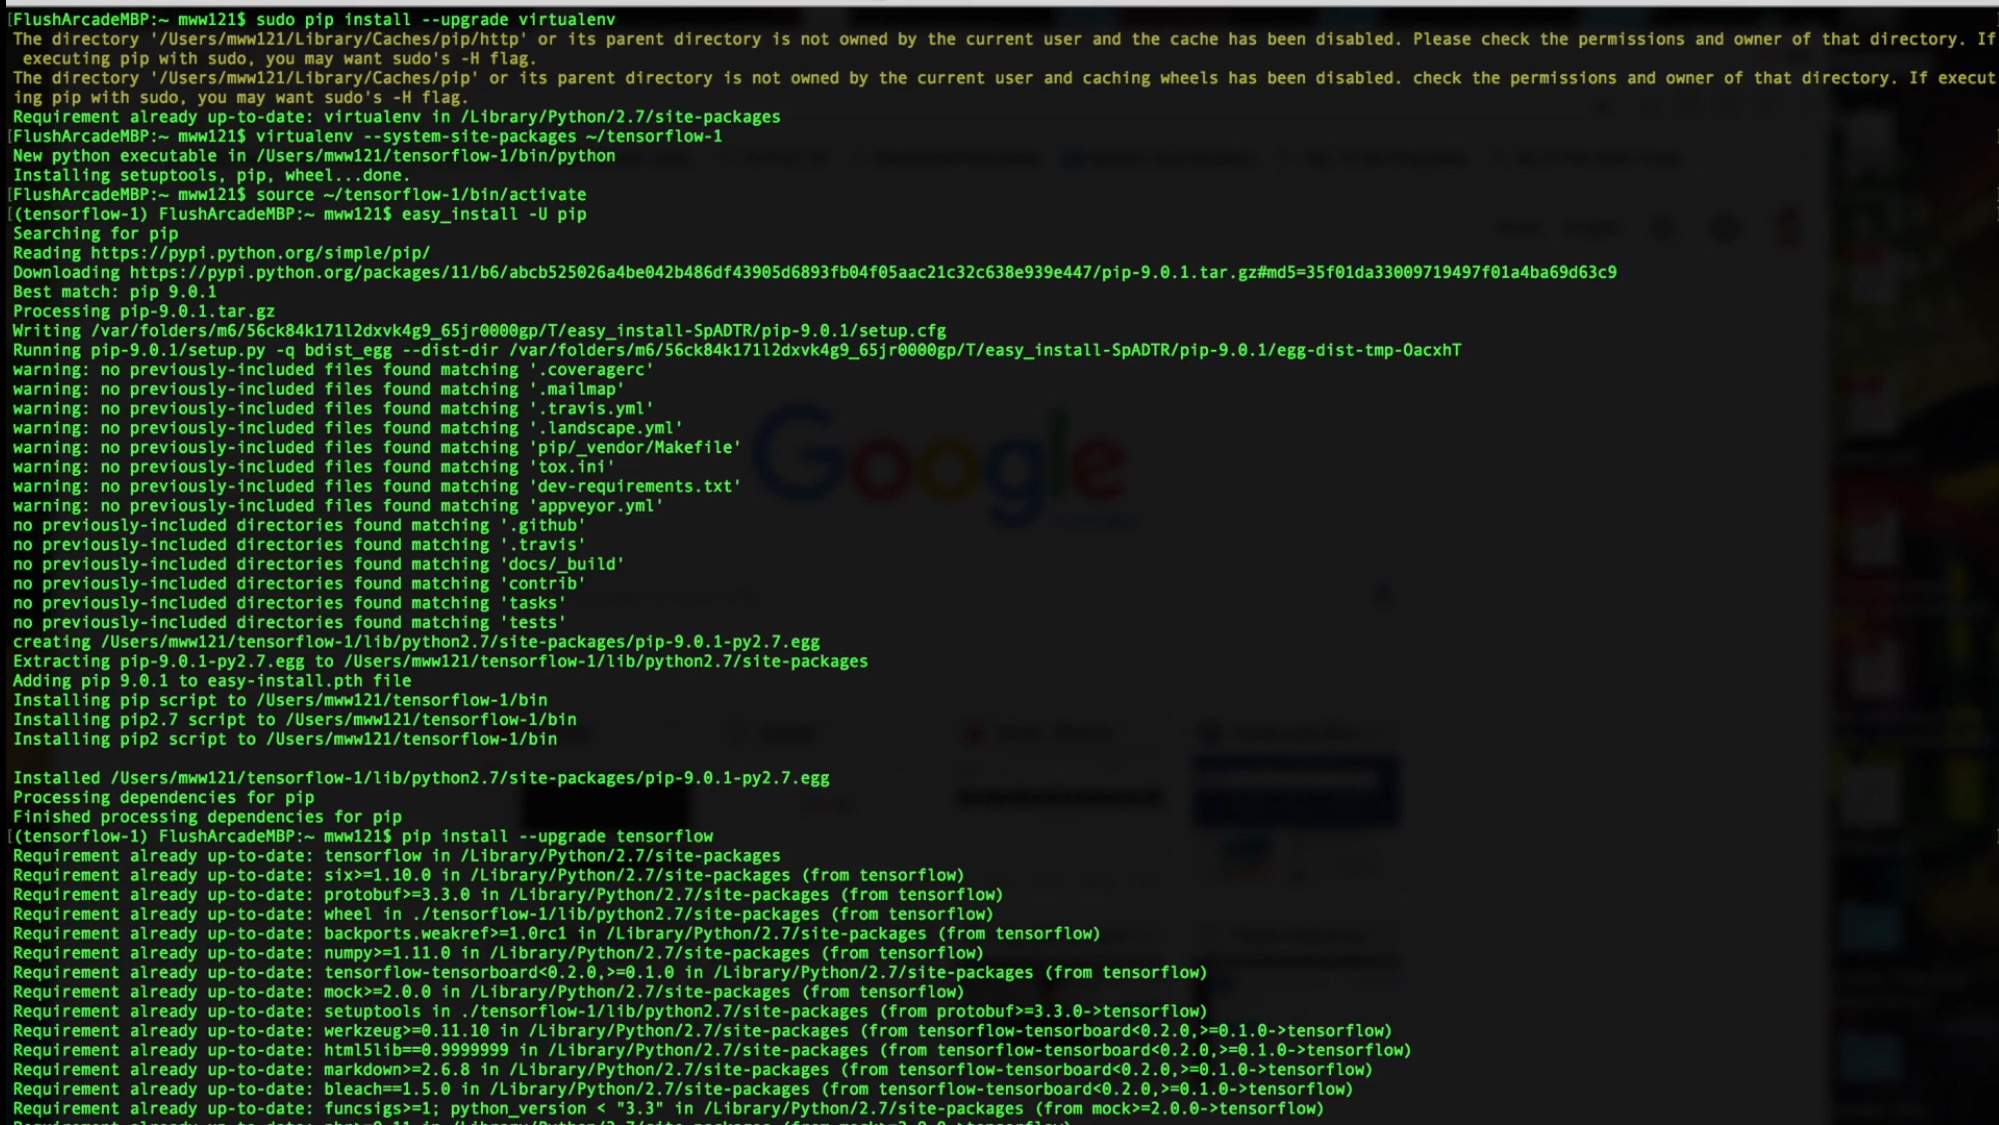 [FlushArcadeMBP:~ mww121$ sudo pip install --upgrade virtualenv
The directory '/Users/mww121/Library/Caches/pip/http' or its parent directory is not owned by the current user and the cache has been disabled. Please check the permissions and owner of that directory. If
executing pip with sudo, you may want sudo's -H flag.
The directory '/Users/mww121/Library/Caches/pip' or its parent directory is not owned by the current user and caching wheels has been disabled. check the permissions and owner of that directory. If execut
ing pip with sudo, you may want sudo's -H flag.
Requirement already up-to-date: virtualenv in /Library/Python/2.7/site-packages
[FlushArcadeMBP:~ mww121$ virtualenv --system-site-packages ~/tensorflow-1
New python executable in /Users/mww121/tensorflow-1/bin/python
Installing setuptools, pip, wheel...done.
[FlushArcadeMBP:~ mww121$ source ~/tensorflow-1/bin/activate
[(tensorflow-1) FlushArcadeMBP:~ mww121$ easy_install -U pip
Searching for pip
Reading https://pypi.python.org/simple/pip/
Downloading https://pypi.python.org/packages/11/b6/abcb525026a4be042b486df43905d6893fb04f05aac21c32c638e939e447/pip-9.0.1.tar.gz#md5=35f01da33009719497f01a4ba69d63c9
Best match: pip 9.0.1
Processing pip-9.0.1.tar.gz
Writing /var/folders/m6/56ck84k171l2dxvk4g9_65jr0000gp/T/easy_install-SpADTR/pip-9.0.1/setup.cfg
Running pip-9.0.1/setup.py -q bdist_egg --dist-dir /var/folders/m6/56ck84k171l2dxvk4g9_65jr0000gp/T/easy_install-SpADTR/pip-9.0.1/egg-dist-tmp-OacxhT
warning: no previously-included files found matching '.coveragerc'
warning: no previously-included files found matching '.mailmap'
warning: no previously-included files found matching '.travis.yml'
warning: no previously-included files found matching '.landscape.yml'
warning: no previously-included files found matching 'pip/_vendor/Makefile'
warning: no previously-included files found matching 'tox.ini'
warning: no previously-included files found matching 'dev-requirements.txt'
warning: no previously-included files found matching 'appveyor.yml'
no previously-included directories found matching '.github'
no previously-included directories found matching '.travis'
no previously-included directories found matching 'docs/_build'
no previously-included directories found matching 'contrib'
no previously-included directories found matching 'tasks'
no previously-included directories found matching 'tests'
creating /Users/mww121/tensorflow-1/lib/python2.7/site-packages/pip-9.0.1-py2.7.egg
Extracting pip-9.0.1-py2.7.egg to /Users/mww121/tensorflow-1/lib/python2.7/site-packages
Adding pip 9.0.1 to easy-install.pth file
Installing pip script to /Users/mww121/tensorflow-1/bin
Installing pip2.7 script to /Users/mww121/tensorflow-1/bin
Installing pip2 script to /Users/mww121/tensorflow-1/bin
Installed /Users/mww121/tensorflow-1/lib/python2.7/site-packages/pip-9.0.1-py2.7.egg
Processing dependencies for pip
Finished processing dependencies for pip
[(tensorflow-1) FlushArcadeMBP:~ mww121$ pip install --upgrade tensorflow
Requirement already up-to-date: tensorflow in /Library/Python/2.7/site-packages
Requirement already up-to-date: six>=1.10.0 in /Library/Python/2.7/site-packages (from tensorflow)
Requirement already up-to-date: protobuf>=3.3.0 in /Library/Python/2.7/site-packages (from tensorflow)
Requirement already up-to-date: wheel in ./tensorflow-1/lib/python2.7/site-packages (from tensorflow)
Requirement already up-to-date: backports.weakref>=1.0rc1 in /Library/Python/2.7/site-packages (from tensorflow)
Requirement already up-to-date: numpy>=1.11.0 in /Library/Python/2.7/site-packages (from tensorflow)
Requirement already up-to-date: tensorflow-tensorboard<0.2.0,>=0.1.0 in /Library/Python/2.7/site-packages (from tensorflow)
Requirement already up-to-date: mock>=2.0.0 in /Library/Python/2.7/site-packages (from tensorflow)
Requirement already up-to-date: setuptools in ./tensorflow-1/lib/python2.7/site-packages (from protobuf>=3.3.0->tensorflow)
Requirement already up-to-date: werkzeug>=0.11.10 in /Library/Python/2.7/site-packages (from tensorflow-tensorboard<0.2.0,>=0.1.0->tensorflow)
Requirement already up-to-date: html5lib==0.9999999 in /Library/Python/2.7/site-packages (from tensorflow-tensorboard<0.2.0,>=0.1.0->tensorflow)
Requirement already up-to-date: markdown>=2.6.8 in /Library/Python/2.7/site-packages (from tensorflow-tensorboard<0.2.0,>=0.1.0->tensorflow)
Requirement already up-to-date: bleach==1.5.0 in /Library/Python/2.7/site-packages (from tensorflow-tensorboard<0.2.0,>=0.1.0->tensorflow)
Requirement already up-to-date: funcsigs>=1; python_version < "3.3" in /Library/Python/2.7/site-packages (from mock>=2.0.0->tensorflow)
Google